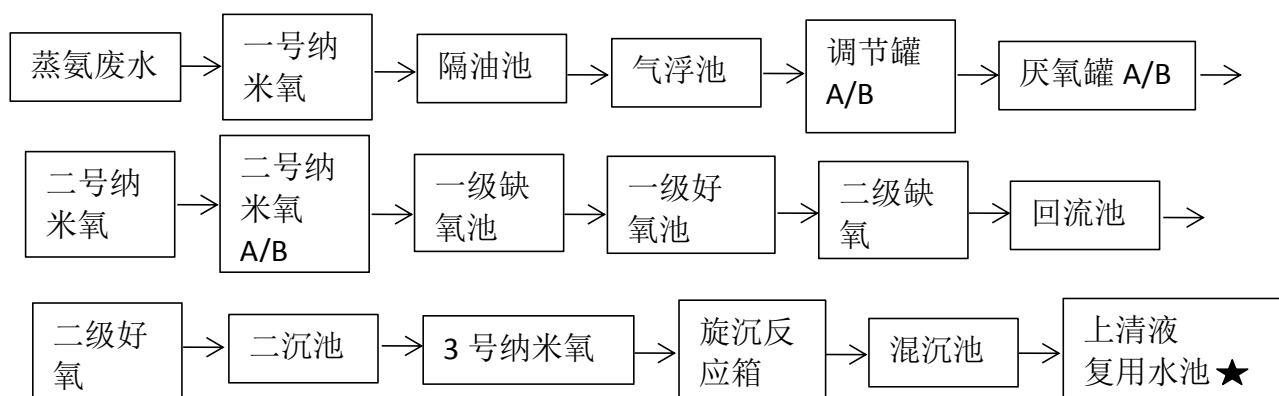 蒸氨废水
一号纳
米氧
隔油池
气浮池
调节罐
A/B
厌氧罐 A/B
二号纳
米氧
二号纳
米氧
A/B
一级缺
氧池
一级好
氧池
二级缺
氧
回流池
二级好
氧
二沉池
3 号纳米氧
旋沉反
应箱
混沉池
上清液
复用水池★